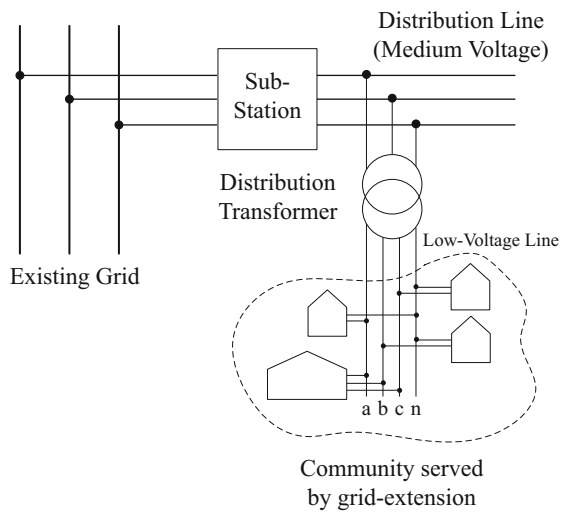 Distribution Line
(Medium Voltage)
Sub-
Station
Distribution
Transformer
Low-Voltage Line
Existing Grid
a b c n
Community served
by grid-extension